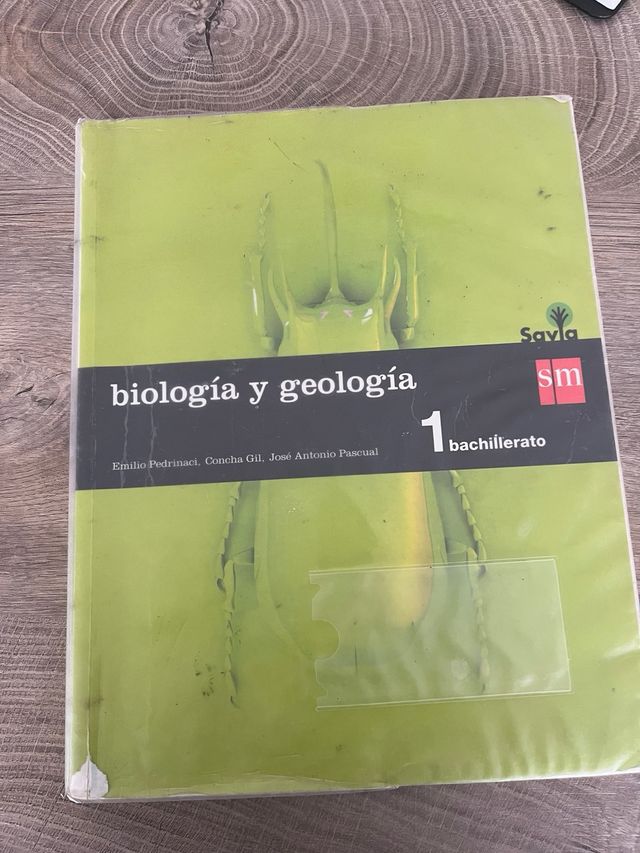 Savia
biología y geología
sm
1 bachillerato
Emilio Pedrinaci, Concha Gil, José Antonio Pascual